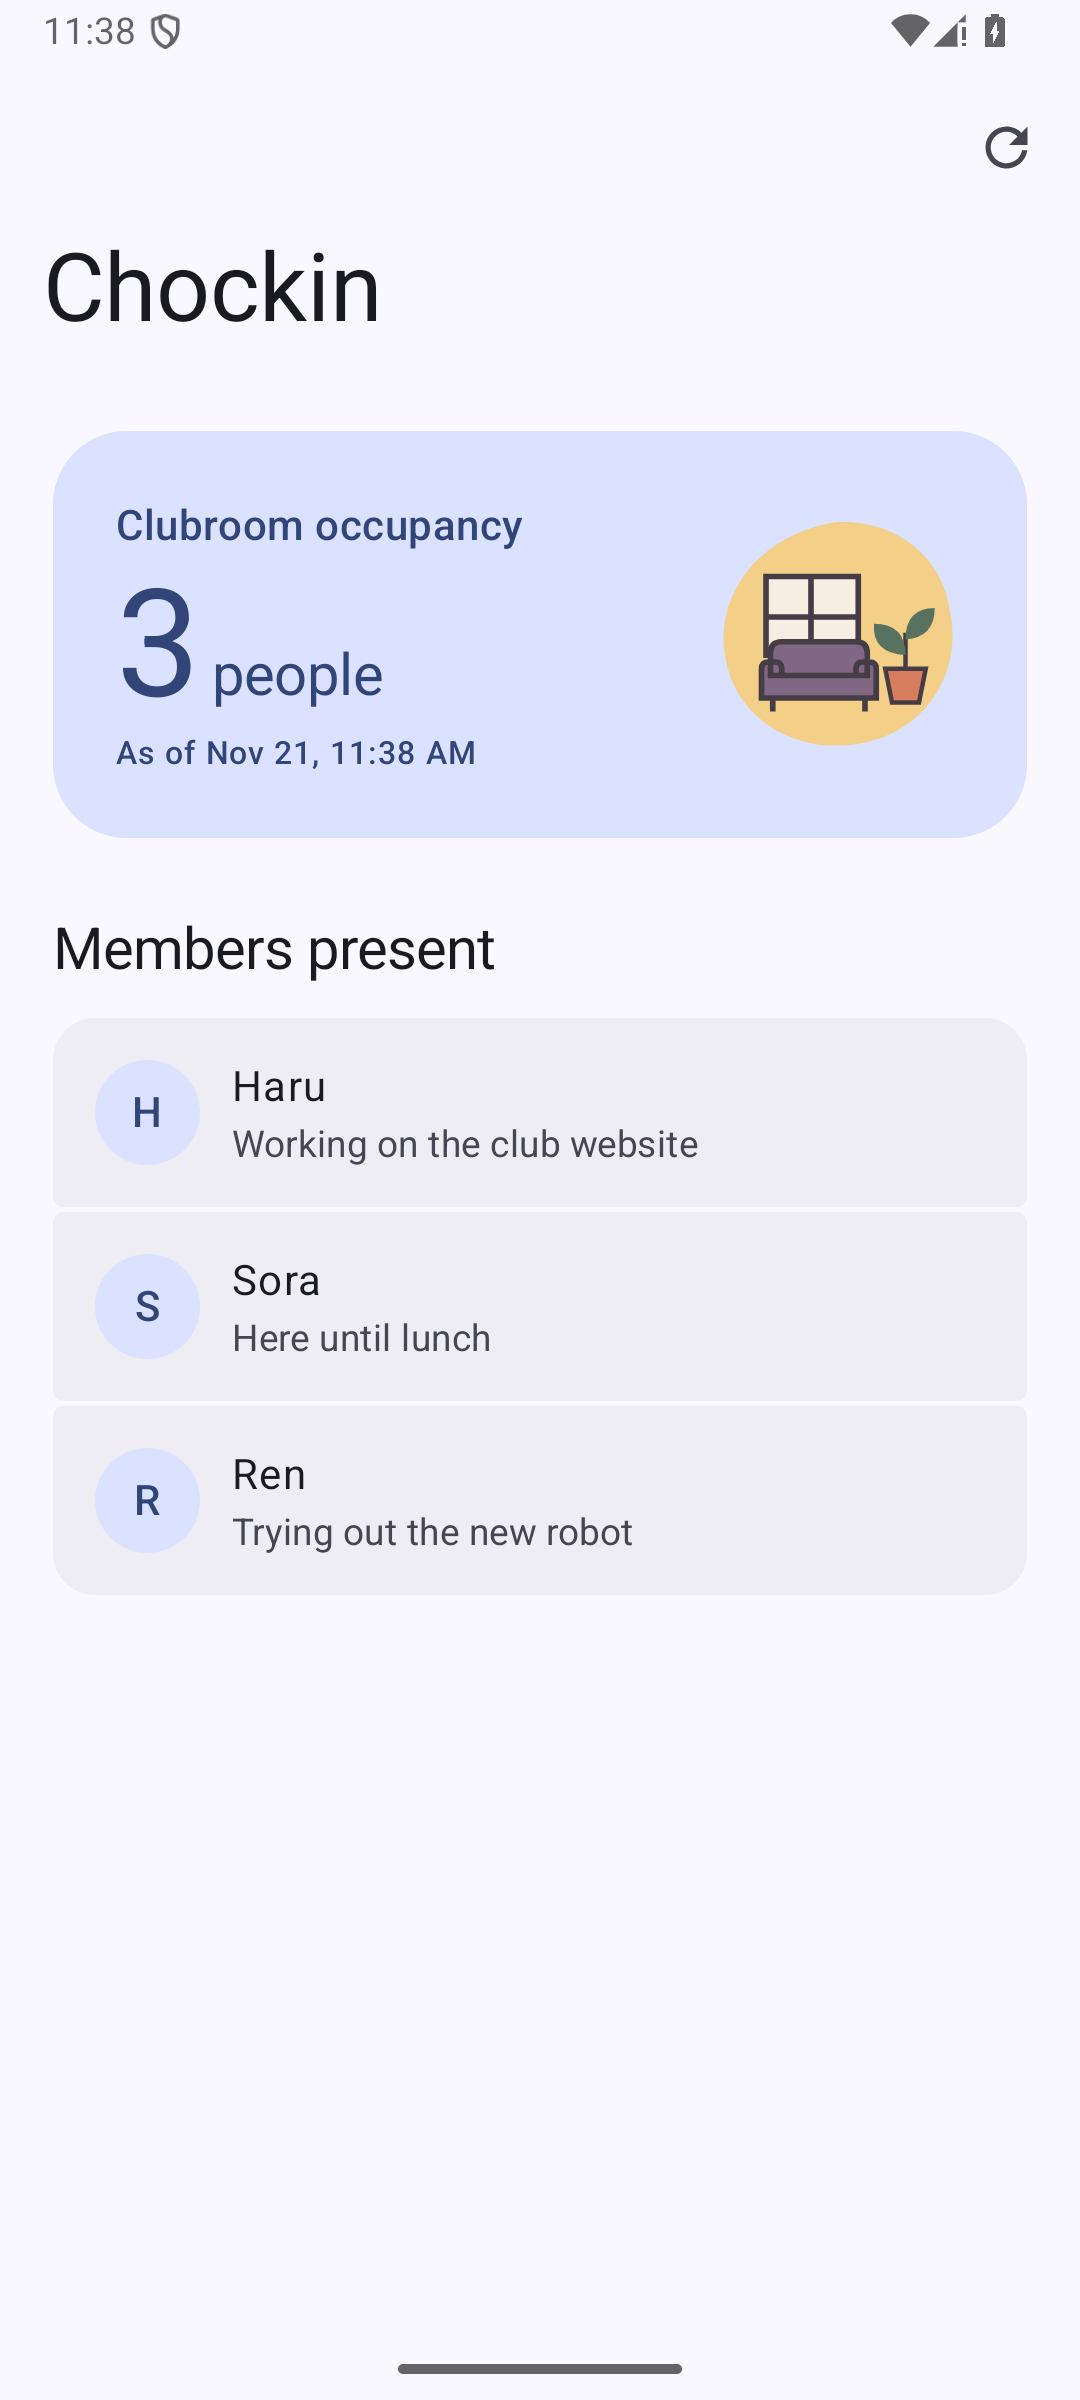 11:38
Chockin
Clubroom occupancy
3 people
As of Nov 21, 11:38 AM
Members present
H
Haru
Working on the club website
S
Sora
Here until lunch
R
Ren
Trying out the new robot